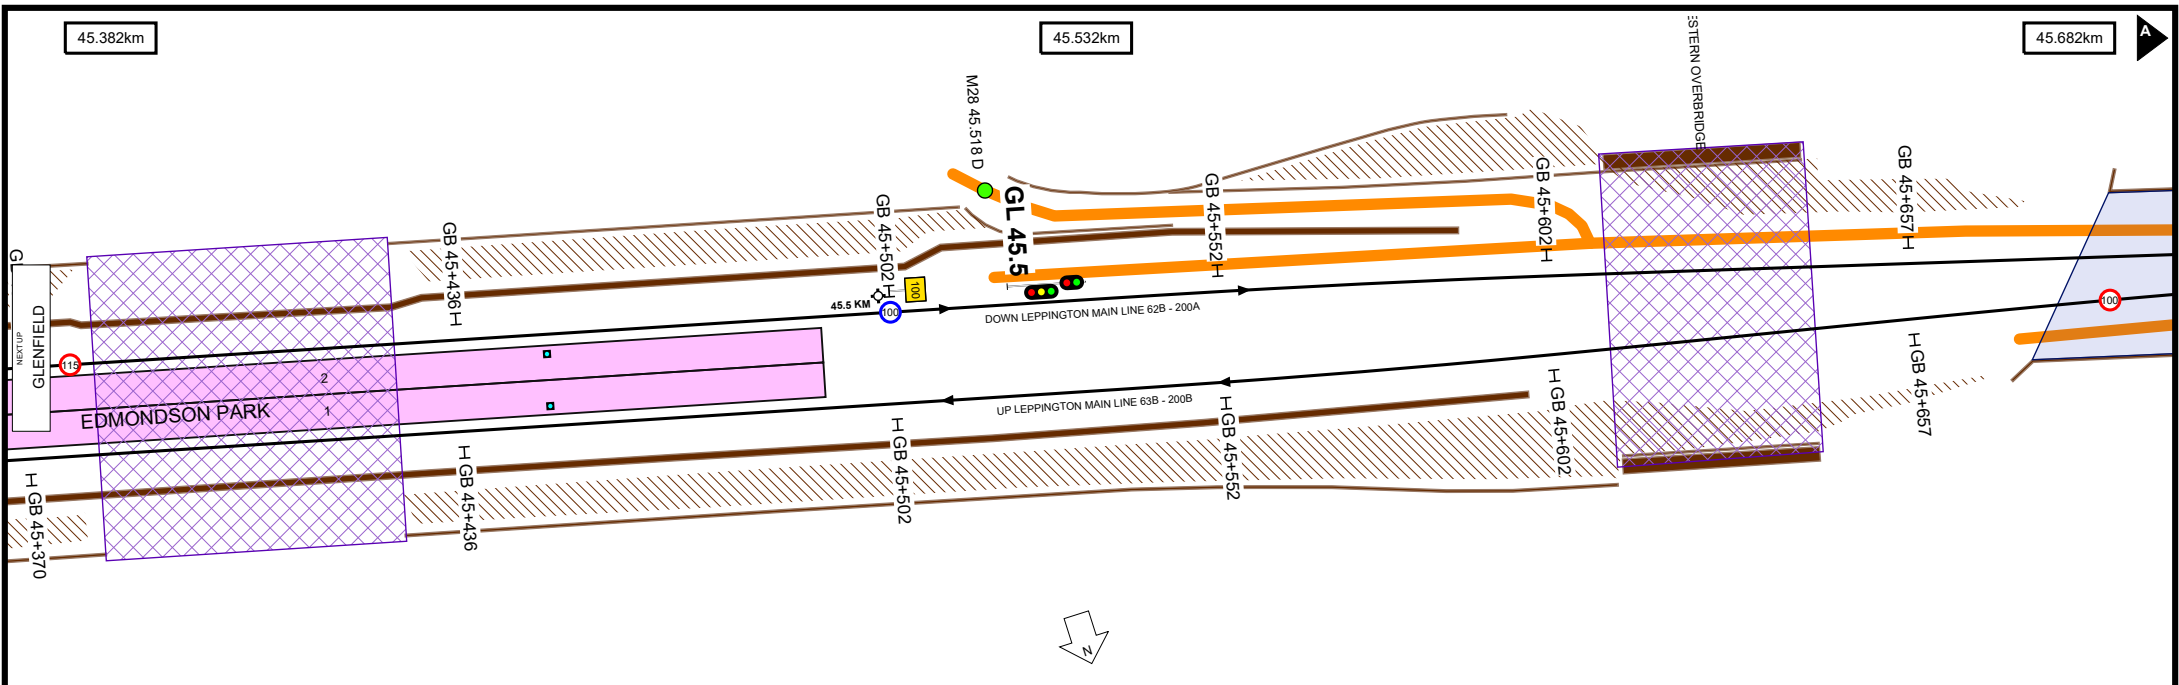 45.382km
45.532km
45.682km
A
STERN OVERBRIDGE
M28 45.518 D
GL 45.5
GB 45+436 H
GB 45+502 H
GB 45+552 H
GB 45+602 H
GB 45+657 H
GL
NEXT UP
GLENFIELD
115
45.5 KM
100
100
100
DOWN LEPPINGTON MAIN LINE 62B - 200A
2
EDMONDSON PARK
1
UP LEPPINGTON MAIN LINE 63B - 200B
H GB 45+370
H GB 45+436
H GB 45+502
H GB 45+552
H GB 45+602
H GB 45+657
N